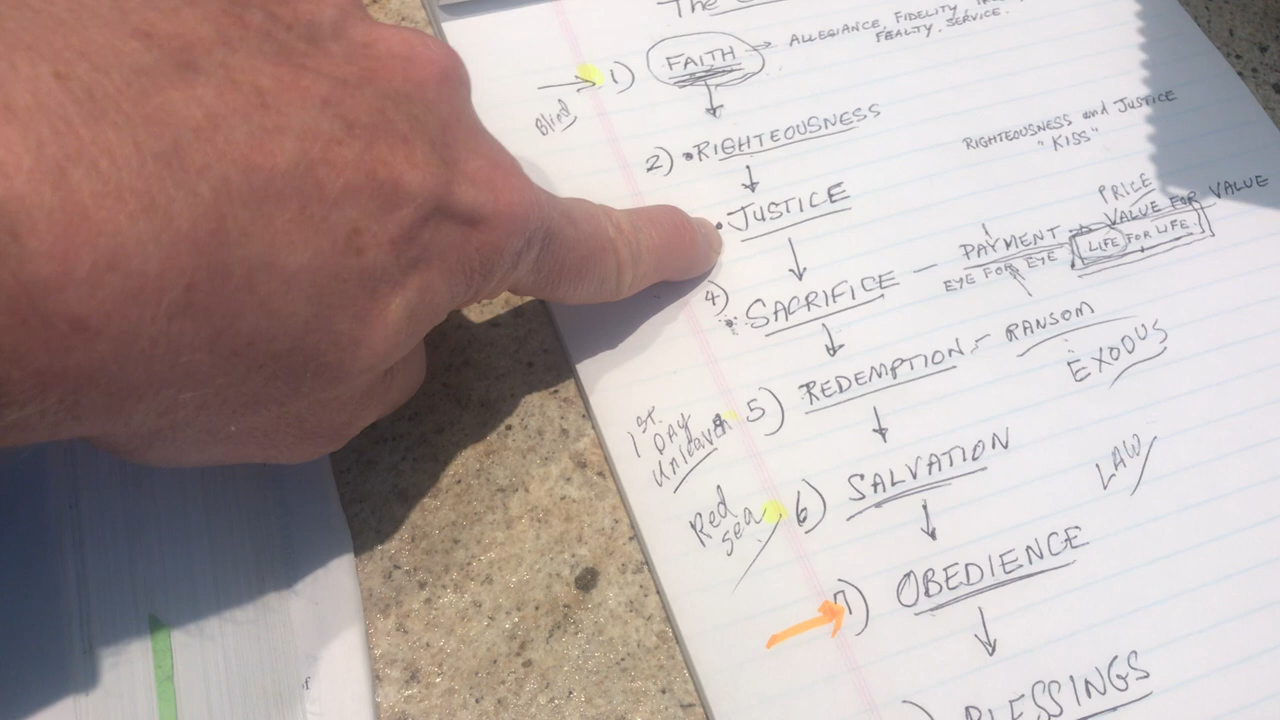 The
1) FAITH → ALLEGIANCE, FIDELITY,
FEALTY, SERVICE.
Blind
2) RIGHTEOUSNESS
RIGHTEOUSNESS and JUSTICE
"KISS"
JUSTICE
PRICE
VALUE FOR VALUE
4) SACRIFICE — PAYMENT → LIFE FOR LIFE.
EYE FOR EYE
5) REDEMPTION - RANSOM
EXODUS
1ST.
DAY
Unleaven
6) SALVATION
LAW
Red
sea
7) OBEDIENCE
BLESSINGS